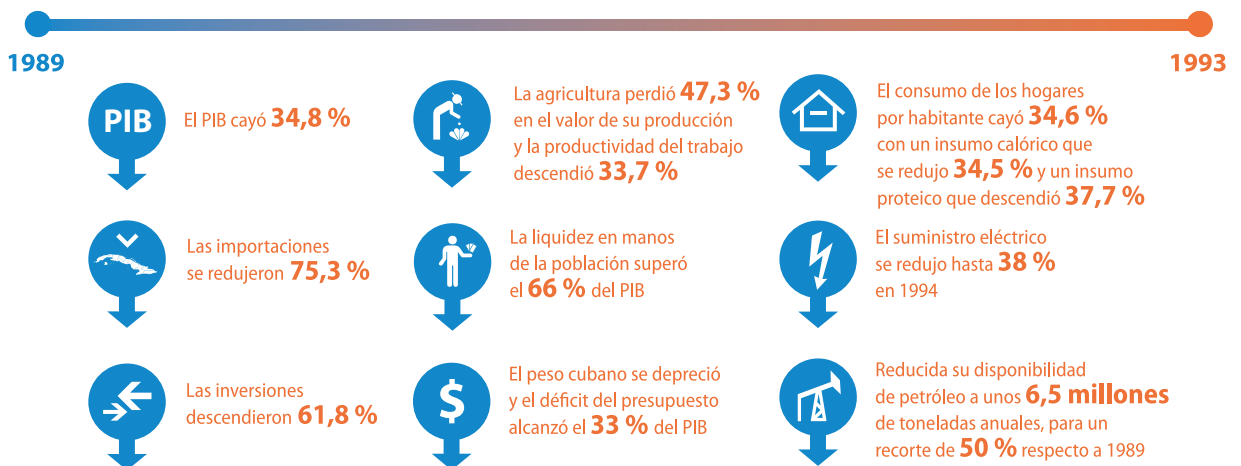 1989
1993
PIB
El PIB cayó 34,8 %
Las importaciones
se redujeron 75,3 %
Las inversiones
descendieron 61,8 %
La agricultura perdió 47,3 %
en el valor de su producción
y la productividad del trabajo
descendió 33,7 %
La liquidez en manos
de la población superó
el 66 % del PIB
$
El peso cubano se depreció
y el déficit del presupuesto
alcanzó el 33 % del PIB
El consumo de los hogares
por habitante cayó 34,6 %
con un insumo calórico que
se redujo 34,5 % y un insumo
proteico que descendió 37,7 %
El suministro eléctrico
se redujo hasta 38 %
en 1994
Reducida su disponibilidad
de petróleo a unos 6,5 millones
de toneladas anuales, para un
recorte de 50 % respecto a 1989